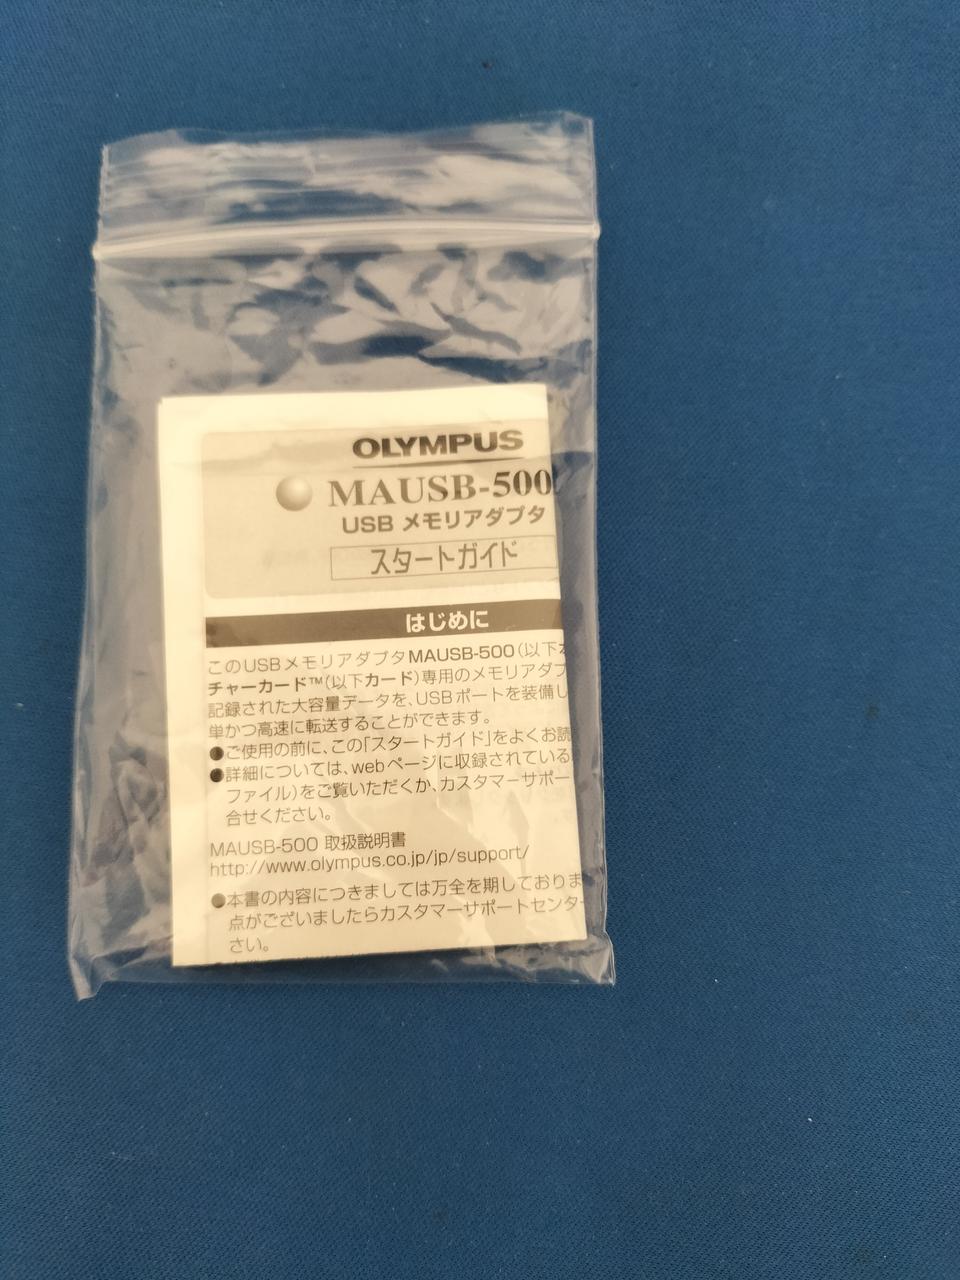 OLYMPUS
MAUSB-500
USB メモリアダプタ
スタートガイド
はじめに
このUSBメモリアダプタMAUSB-500(以下
チャーカード™(以下カード)専用のメモリアダプ
記録された大容量データを、USBポートを装備し
単かつ高速に転送することができます。
●ご使用の前に、この「スタートガイド」をよくお読
●詳細については、webページに収録されている
ファイル)をご覧いただくか、カスタマーサポー
合せください。
MAUSB-500 取扱説明書
http://www.olympus.co.jp/jp/support/
●本書の内容につきましては万全を期しておりま
点がございましたらカスタマーサポートセンター
さい。